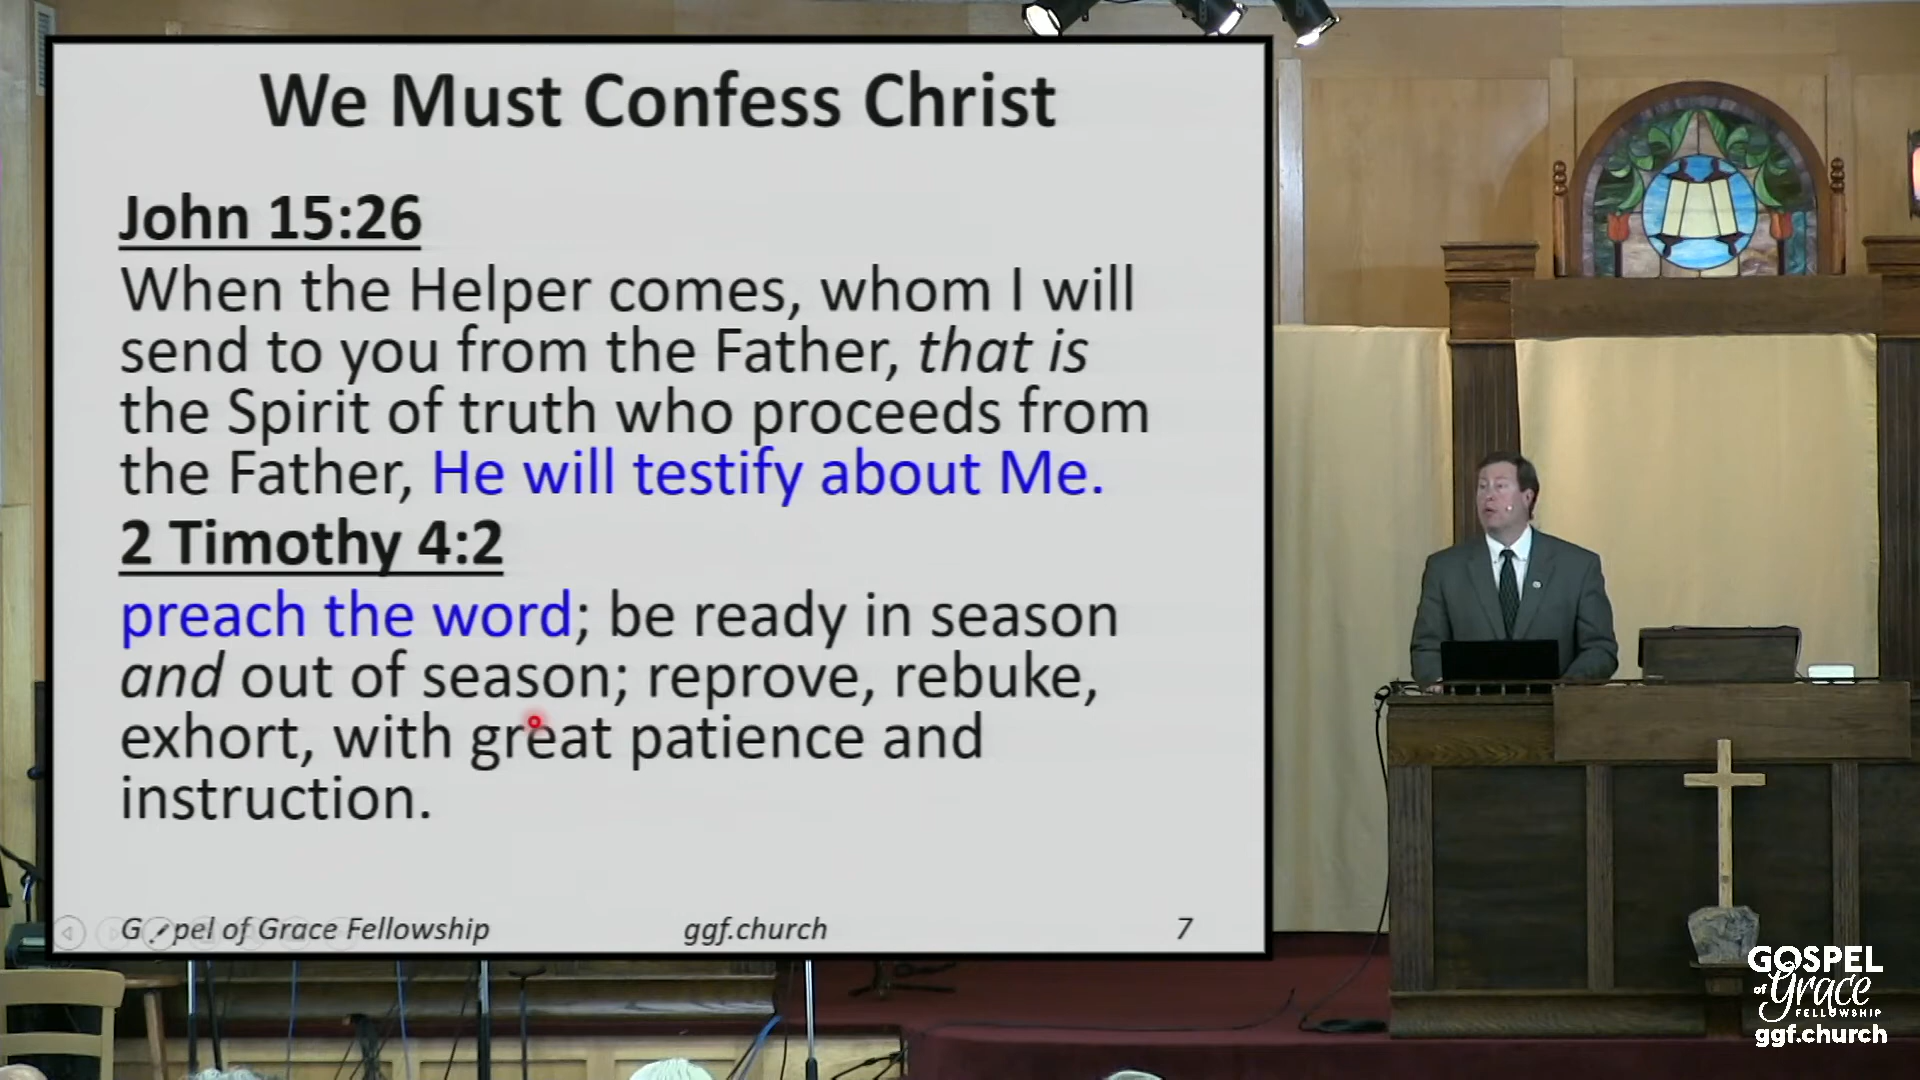 We Must Confess Christ
John 15:26
When the Helper comes, whom I will
send to you from the Father, that is
the Spirit of truth who proceeds from
the Father, He will testify about Me.
2 Timothy 4:2
preach the word; be ready in season
and out of season; reprove, rebuke,
exhort, with great patience and
instruction.
Gospel of Grace Fellowship ggf.church 7
GOSPEL
of Grace
FELLOWSHIP
ggf.church